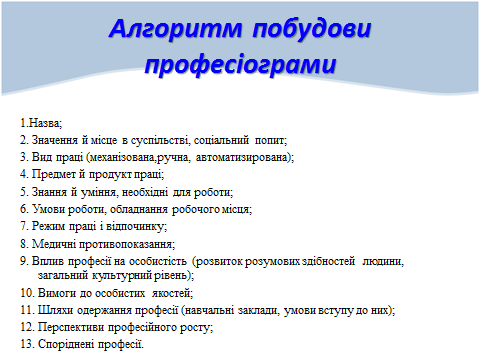 Алгоритм побудови
професіограми
1.Назва;
2. Значення й місце в суспільстві, соціальний попит;
3. Вид праці (механізована,ручна, автоматизирована);
4. Предмет й продукт праці;
5. Знання й уміння, необхідні для роботи;
6. Умови роботи, обладнання робочого місця;
7. Режим праці і відпочинку;
8. Медичні протипоказання;
9. Вплив професії на особистість (розвиток розумових здібностей людини,
загальний культурний рівень);
10. Вимоги до особистих якостей;
11. Шляхи одержання професії (навчальні заклади, умови вступу до них);
12. Перспективи професійного росту;
13. Споріднені професії.